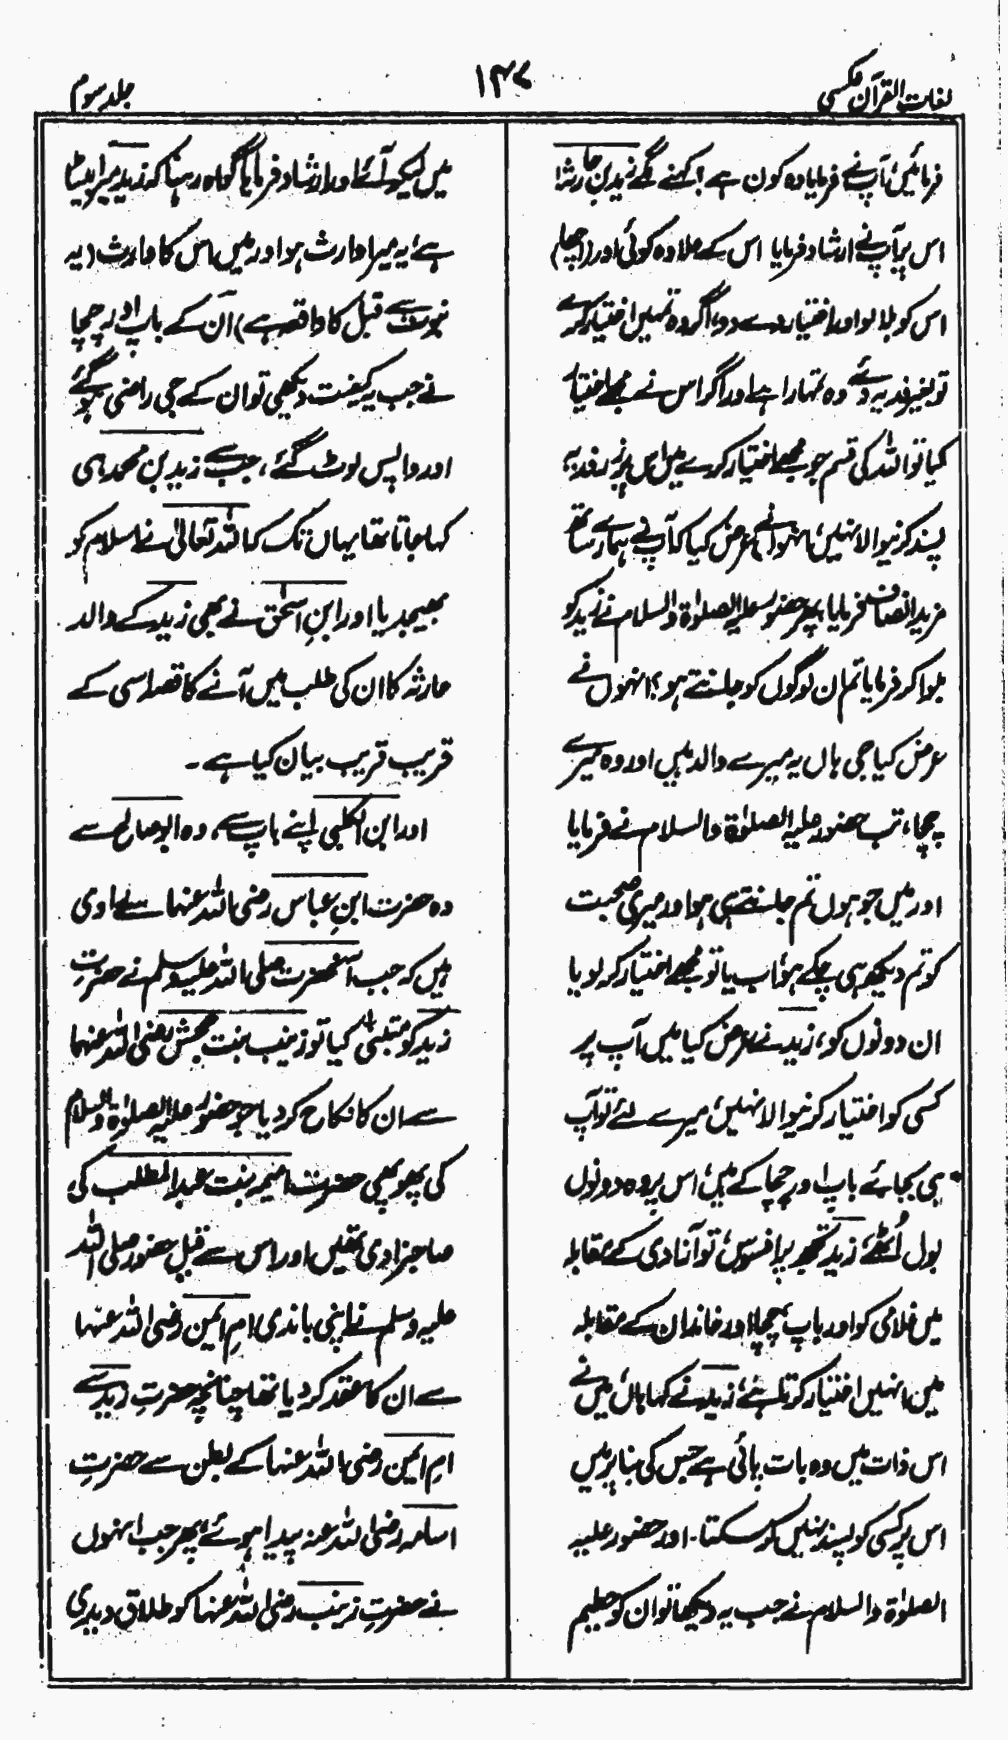 لغات القرآن عکسی
۱۴۷
جلد سوم
فرمائیں، آپ نے فرمایا وہ کون ہے؟ کہنے لگے زید بن حارثہ
اس پر آپ نے ارشاد فرمایا اس کے علاوہ کوئی اور (اچھا)
اس کو بلا لو اور اختیار دے دو، اگر وہ تمہیں اختیار کرے
تو بغیر فدیہ دئے وہ تمہارا ہے اور اگر اس نے مجھے اختیار
کیا تو اللہ کی قسم جو مجھے اختیار کرے میں اس پر زر فدیہ
پسند کرنیوالا نہیں، انہوں نے عرض کیا کہ آپ نے ہمارے ساتھ
مزید انصاف فرمایا، پھر حضور علیہ الصلوٰۃ والسلام نے زید کو
بلوا کر فرمایا تم ان لوگوں کو جانتے ہو؟ انہوں نے
عرض کیا جی ہاں یہ میرے والد ہیں اور وہ میرے
چچا، تب حضور علیہ الصلوٰۃ والسلام نے فرمایا
اور میں جو ہوں تم جانتے ہی ہو اور میری صحبت
کو تم دیکھ ہی چکے ہو، اب یا تو مجھے اختیار کر لو یا
ان دونوں کو، زید نے عرض کیا میں آپ پر
کسی کو اختیار کرنیوالا نہیں، میرے لئے تو آپ
ہی بجائے باپ اور چچا کے ہیں، اس پر وہ دونوں
بول اُٹھے، زید تجھ پر افسوس، تو آزادی کے مقابلہ
میں غلامی کو اور باپ چچا اور خاندان کے مقابلہ
میں انہیں اختیار کرتا ہے، زید نے کہا ہاں، میں نے
اس ذات میں وہ بات پائی ہے جس کی بنا پر میں
اس پر کسی کو پسند نہیں کر سکتا۔ اور حضور علیہ
الصلوٰۃ والسلام نے جب یہ دیکھا تو ان کو حطیم
میں لیکر آئے اور ارشاد فرمایا گواہ رہنا کہ زید میرا بیٹا
ہے، یہ میرا وارث ہو اور میں اس کا وارث (یہ
نبوت سے قبل کا واقعہ ہے) ان کے باپ اور چچا
نے جب یہ کیفیت دیکھی تو ان کے جی راضی ہو گئے
اور واپس لوٹ گئے، جب سے زید بن محمد ہی
کہا جاتا تھا یہاں تک کہ اللہ تعالیٰ نے اسلام کو
بھیجدیا اور ابن اسحٰق نے بھی زید کے والد
حارثہ کا ان کی طلب میں آنے کا قصہ اسی کے
قریب قریب بیان کیا ہے۔
اور ابن الکلبی اپنے باپ سے، وہ ابو صالح سے
وہ حضرت ابنِ عباس رضی اللہ عنہما سے راوی
ہیں کہ جب آنحضرت صلی اللہ علیہ وسلم نے حضرتِ
زید کو متبنّٰی کیا تو زینب بنت جحش رضی اللہ عنہا
سے ان کا نکاح کر دیا جو حضور علیہ الصلوٰۃ والسلام
کی پھوپھی حضرت امیمہ بنت عبد المطلب کی
صاحبزادی تھیں اور اس سے قبل حضور صلی اللہ
علیہ وسلم نے اپنی باندی امِ ایمن رضی اللہ عنہا
سے ان کا عقد کر دیا تھا چنانچہ حضرتِ زید سے
امِ ایمن رضی اللہ عنہا کے بطن سے حضرتِ
اسامہ رضی اللہ عنہ پیدا ہوئے، پھر جب انہوں
نے حضرتِ زینب رضی اللہ عنہا کو طلاق دیدی